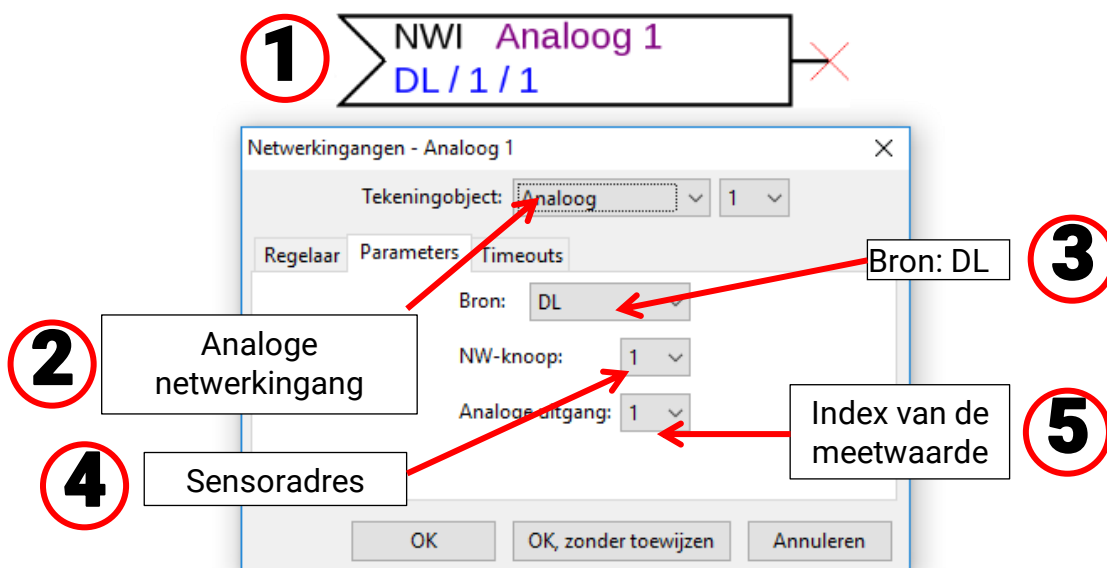 1
NWI Analoog 1
DL / 1 / 1
Netwerkingangen - Analoog 1
Tekeningobject: Analoog 1
Regelaar Parameters Timeouts
Bron: DL
3
Bron: DL
2
Analoge
netwerkingang
NW-knoop: 1
Analoge uitgang: 1
4
Sensoradres
Index van de
meetwaarde
5
OK OK, zonder toewijzen Annuleren